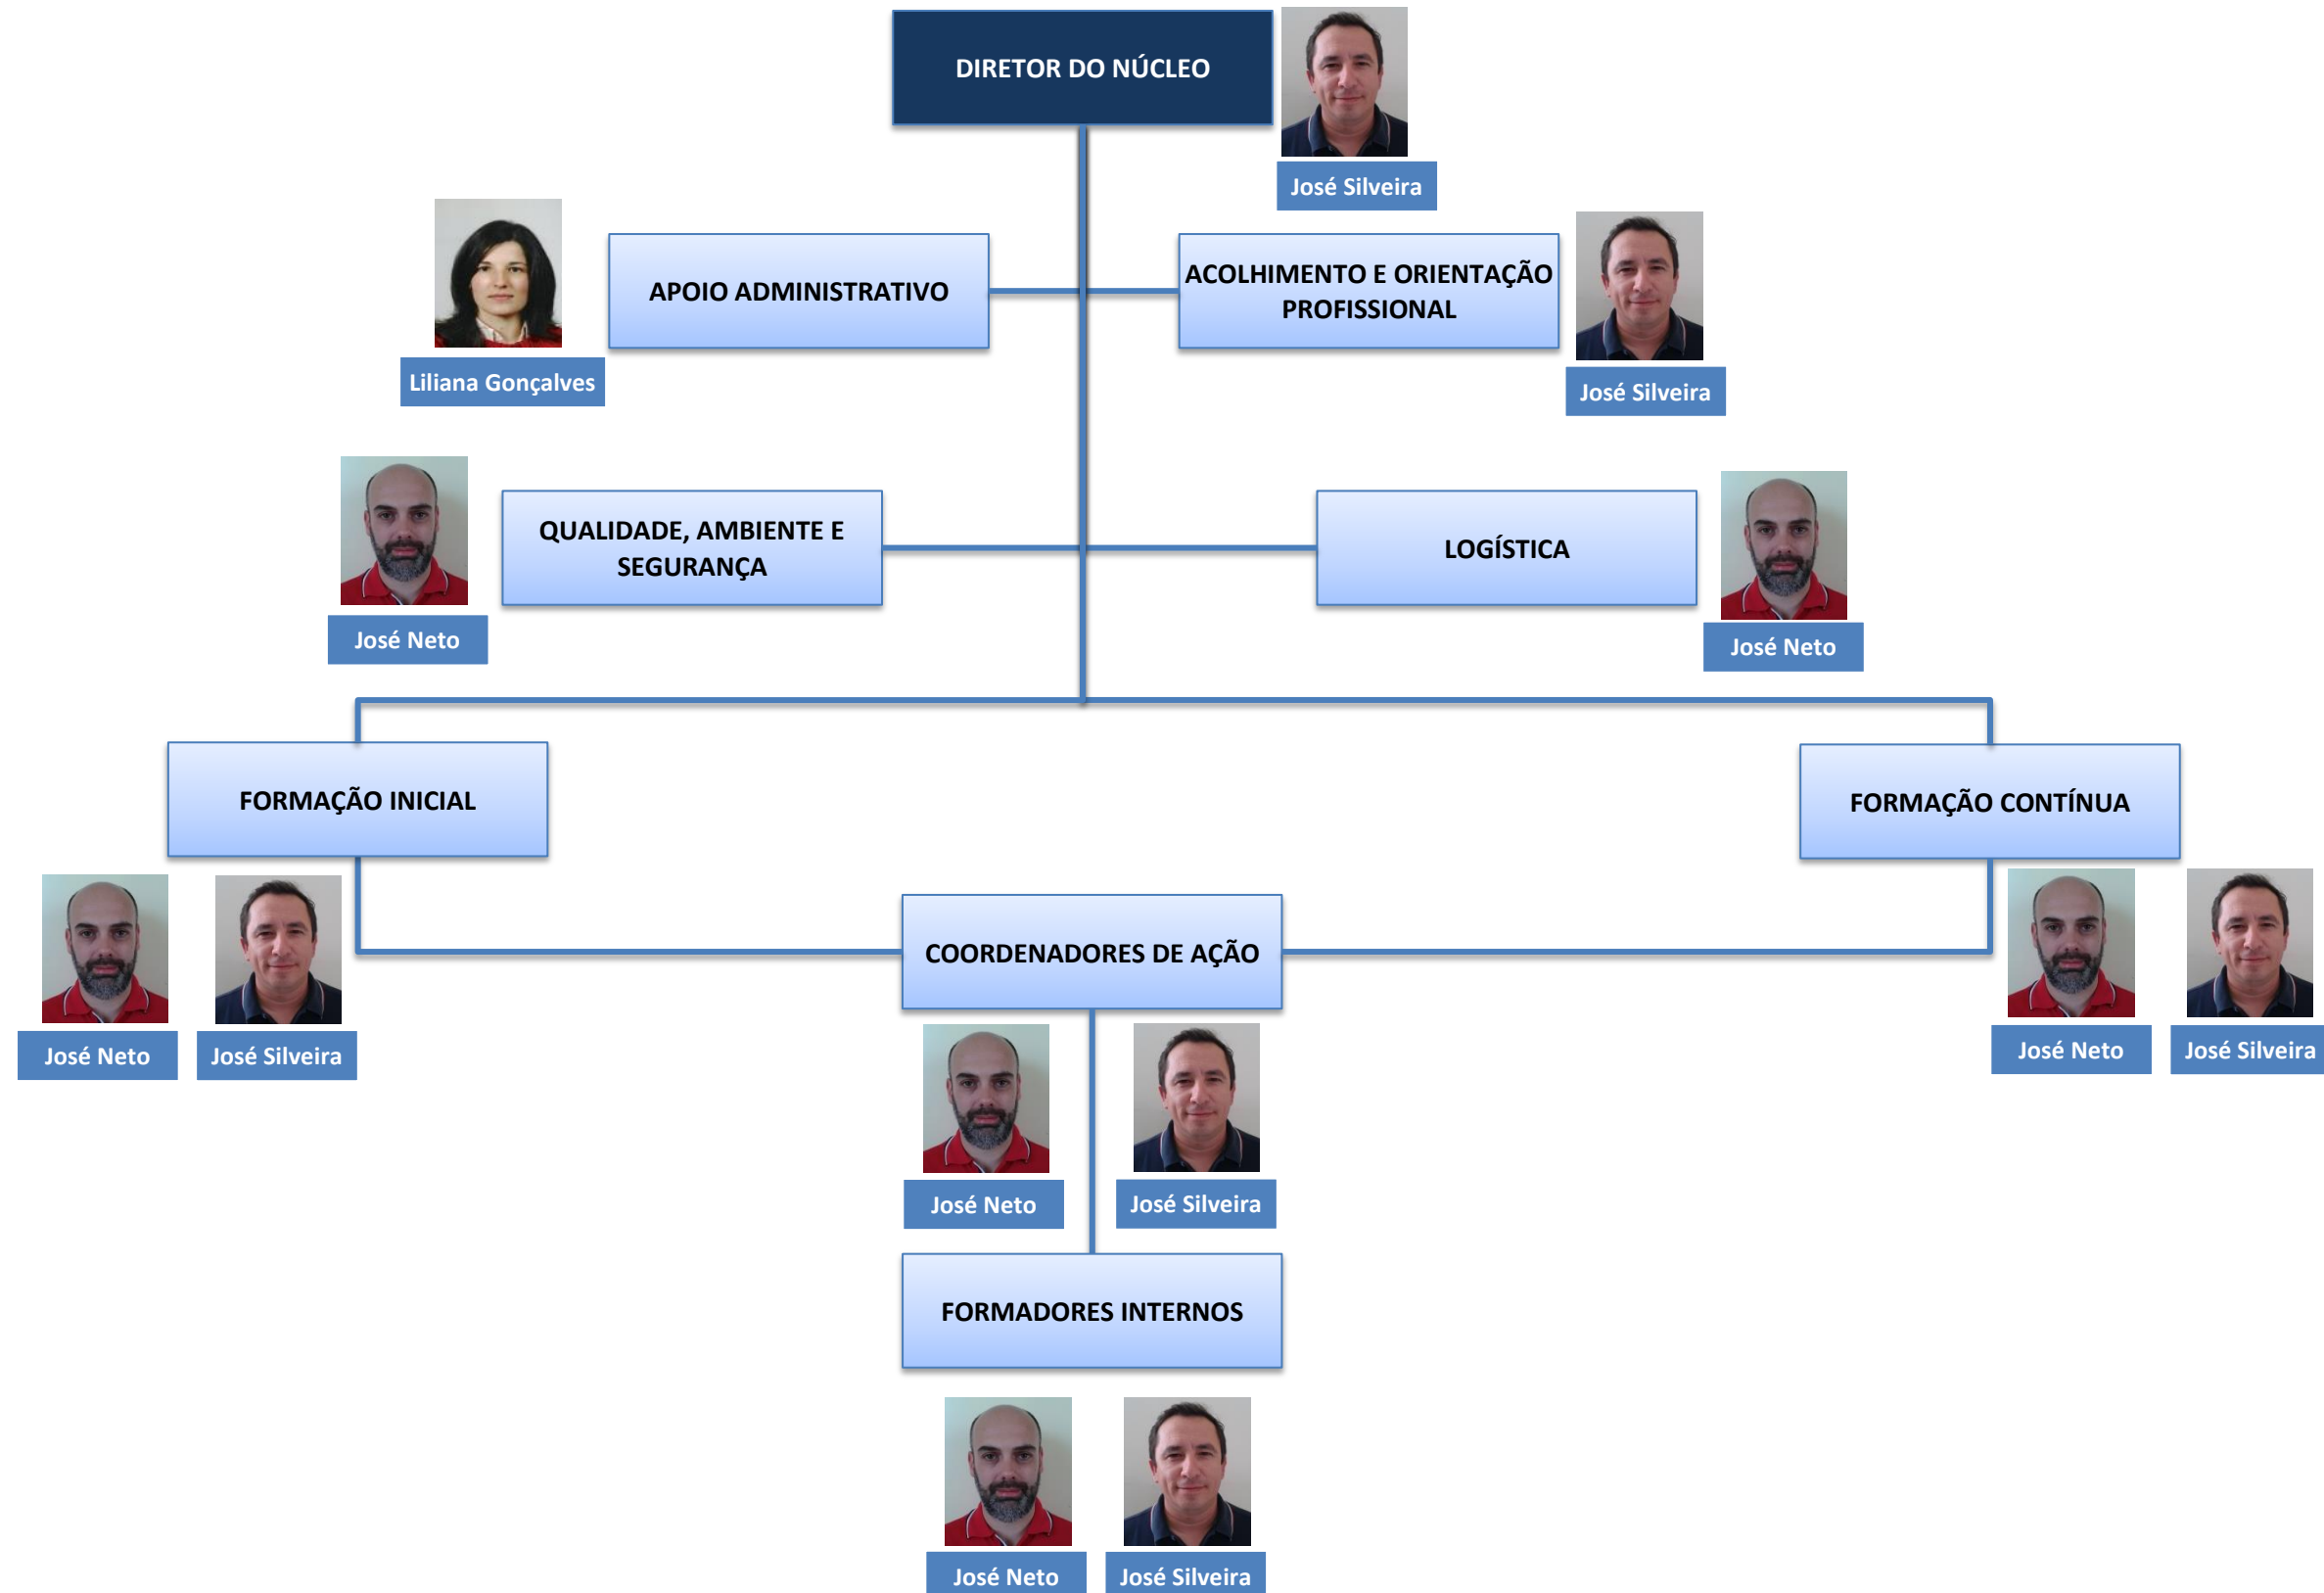 DIRETOR DO NÚCLEO
José Silveira
APOIO ADMINISTRATIVO
ACOLHIMENTO E ORIENTAÇÃO
PROFISSIONAL
Liliana Gonçalves
José Silveira
QUALIDADE, AMBIENTE E
SEGURANÇA
LOGÍSTICA
José Neto
José Neto
FORMAÇÃO INICIAL
FORMAÇÃO CONTÍNUA
COORDENADORES DE AÇÃO
José Neto
José Silveira
José Neto
José Silveira
José Neto
José Silveira
FORMADORES INTERNOS
José Neto
José Silveira